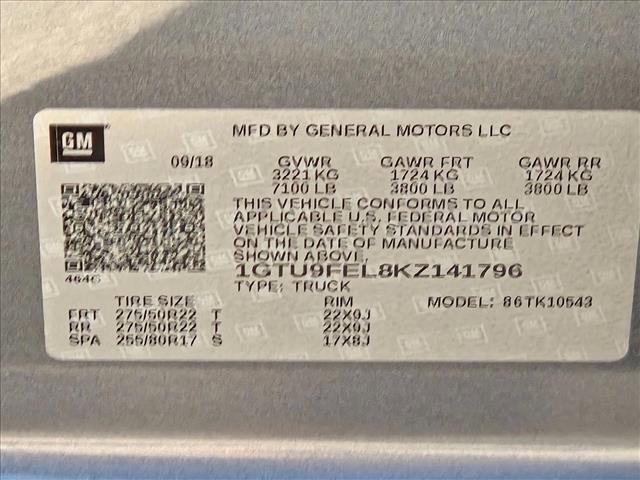 GM
MFD BY GENERAL MOTORS LLC
09/18 GVWR GAWR FRT GAWR RR
3221 KG 1724 KG 1724 KG
7100 LB 3800 LB 3800 LB
THIS VEHICLE CONFORMS TO ALL
APPLICABLE U.S. FEDERAL MOTOR
VEHICLE SAFETY STANDARDS IN EFFECT
ON THE DATE OF MANUFACTURE
SHOWN ABOVE.
1GTU9FEL8KZ141796
TYPE: TRUCK MODEL: 86TK10543
TIRE SIZE RIM
FRT 275/50R22 T 22X9J
RR 275/50R22 T 22X9J
SPA 255/80R17 S 17X8J